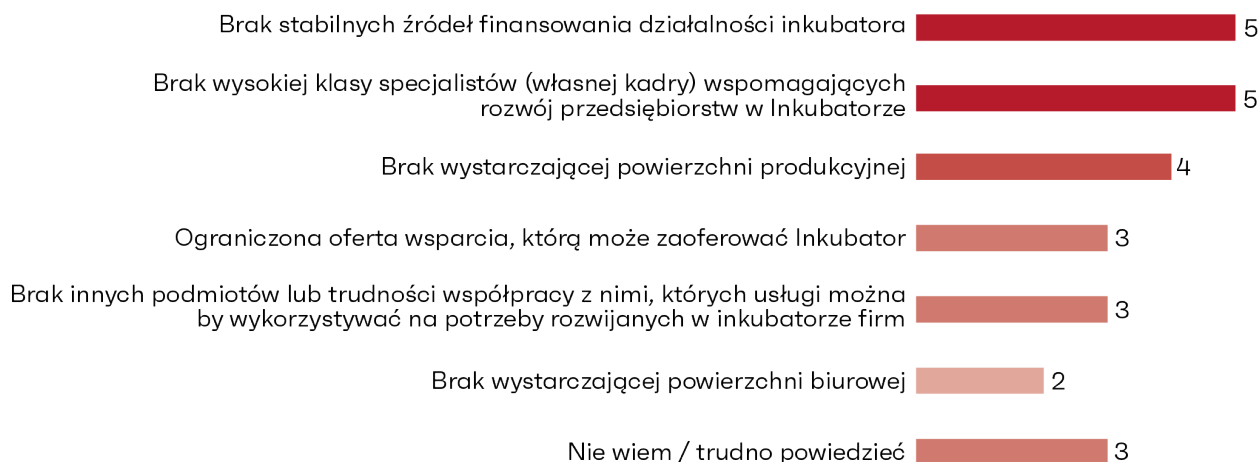 Brak stabilnych źródeł finansowania działalności inkubatora 5
Brak wysokiej klasy specjalistów (własnej kadry) wspomagających
rozwój przedsiębiorstw w Inkubatorze 5
Brak wystarczającej powierzchni produkcyjnej 4
Ograniczona oferta wsparcia, którą może zaoferować Inkubator 3
Brak innych podmiotów lub trudności współpracy z nimi, których usługi można
by wykorzystywać na potrzeby rozwijanych w inkubatorze firm 3
Brak wystarczającej powierzchni biurowej 2
Nie wiem / trudno powiedzieć 3